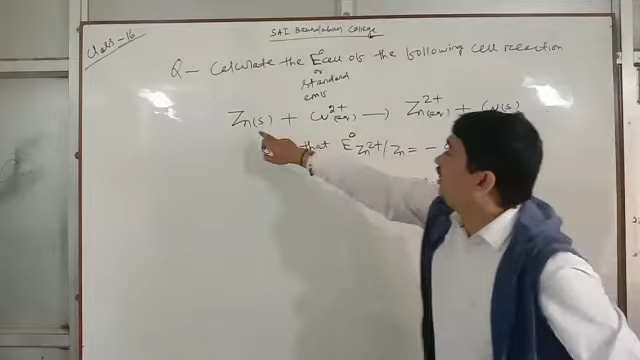 SAI Brundaban College
Class-16
Q- Calculate the E°cell of the following cell reaction
or
standard
emf
Zn(s) + Cu²⁺(aq) → Zn²⁺(aq) + Cu(s)
that E°Zn²⁺/Zn = -